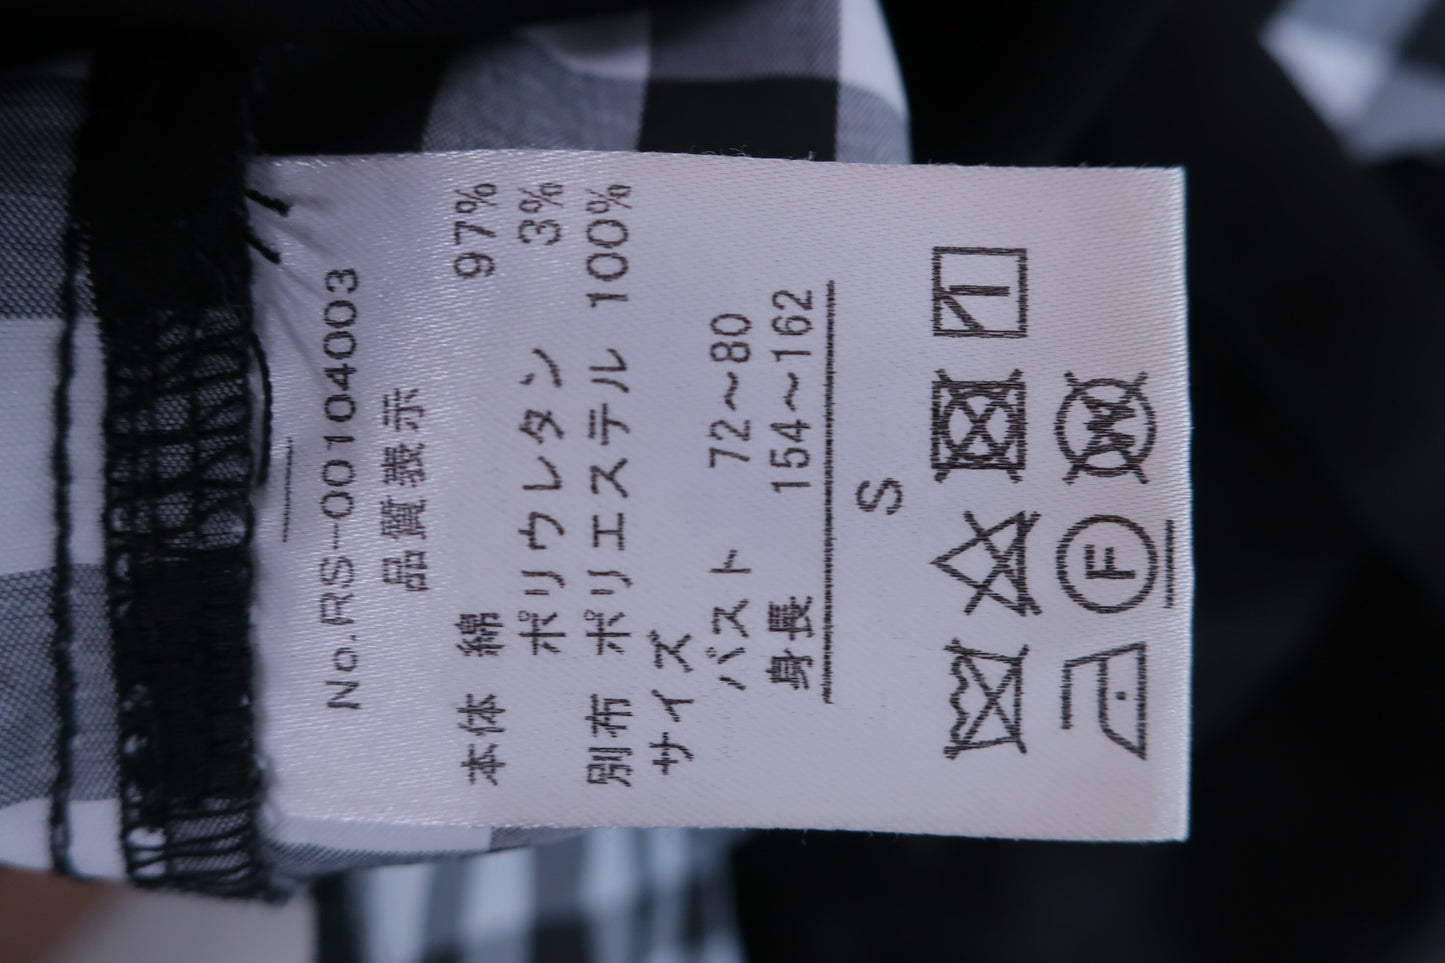 No.RS-00104003
品質表示
本体 綿 97%
ポリウレタン 3%
別布 ポリエステル 100%
サイズ
バスト 72～80
身長 154～162
S
F
W